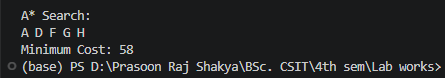 A* Search:
A D F G H
Minimum Cost: 58
(base) PS D:\Prasoon Raj Shakya\BSc. CSIT\4th sem\Lab works>